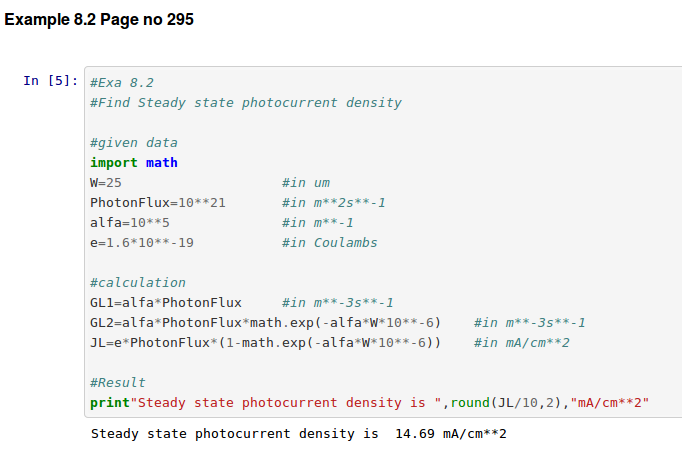 Example 8.2 Page no 295
In [5]: #Exa 8.2
#Find Steady state photocurrent density
#given data
import math
W=25 #in um
PhotonFlux=10**21 #in m**2s**-1
alfa=10**5 #in m**-1
e=1.6*10**-19 #in Coulambs
#calculation
GL1=alfa*PhotonFlux #in m**-3s**-1
GL2=alfa*PhotonFlux*math.exp(-alfa*W*10**-6) #in m**-3s**-1
JL=e*PhotonFlux*(1-math.exp(-alfa*W*10**-6)) #in mA/cm**2
#Result
print"Steady state photocurrent density is ",round(JL/10,2),"mA/cm**2"
Steady state photocurrent density is  14.69 mA/cm**2